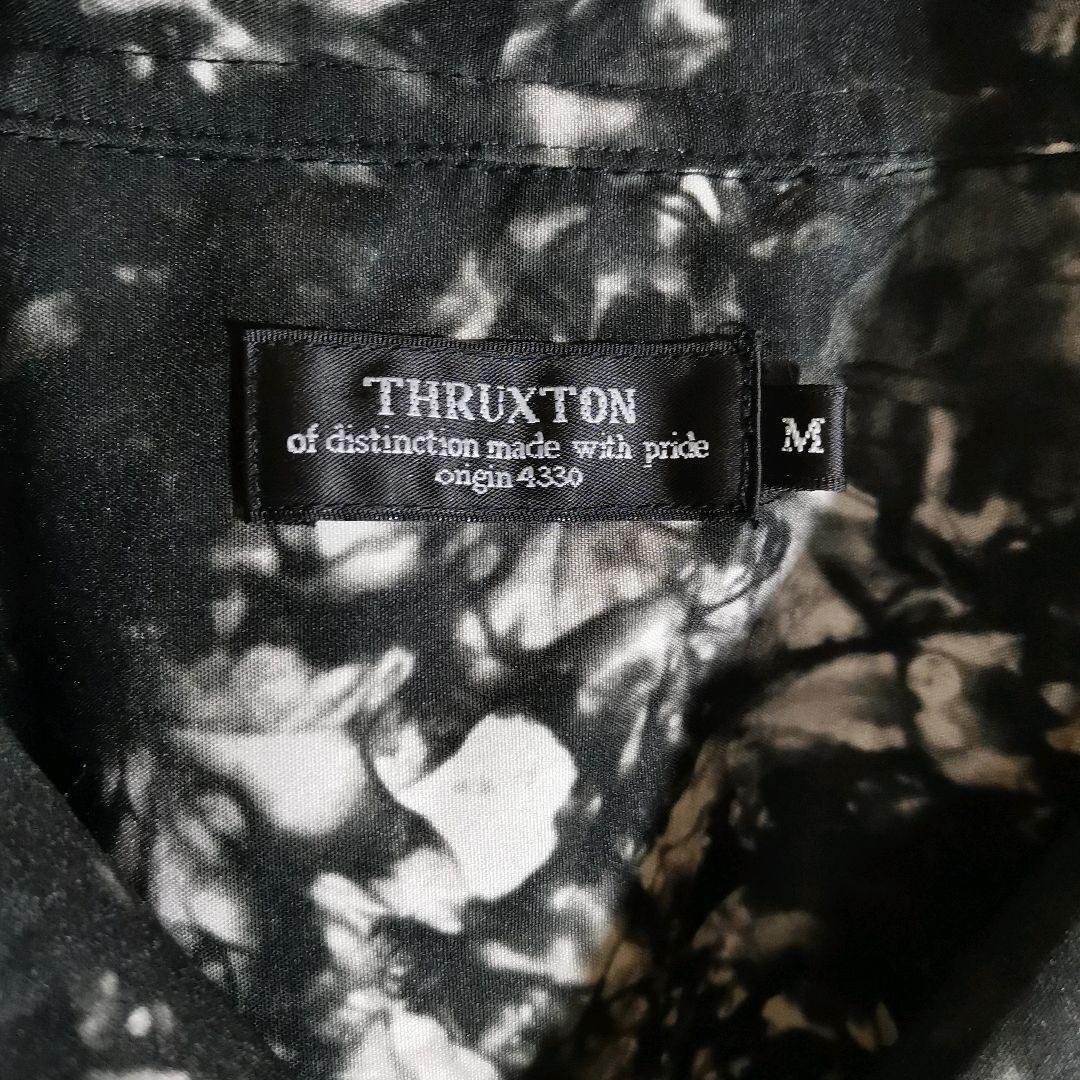 THRUXTON
of distinction made with pride
origin 4330
M